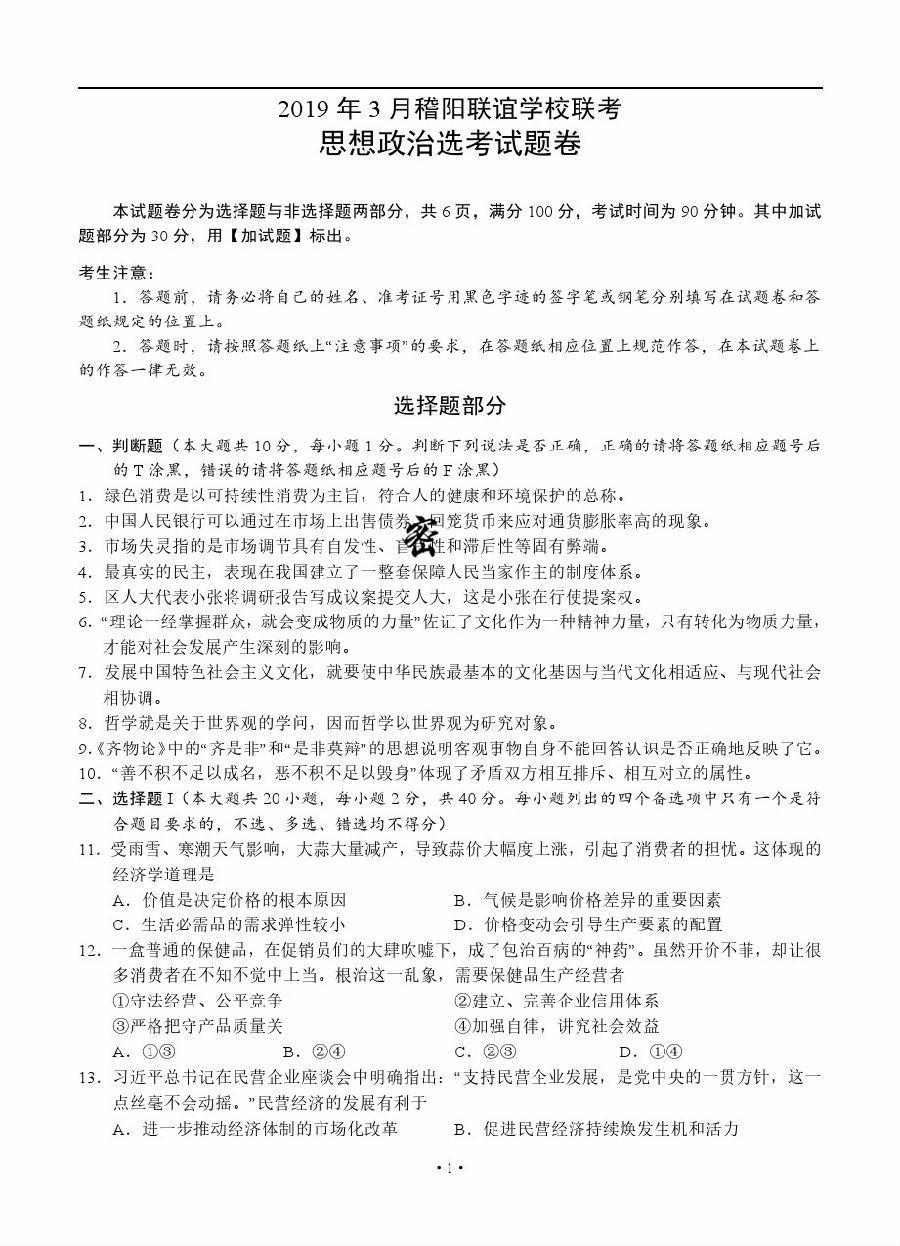 2019 年 3 月稽阳联谊学校联考
思想政治选考试题卷
本试题卷分为选择题与非选择题两部分，共 6 页，满分 100 分，考试时间为 90 分钟。其中加试
题部分为 30 分，用【加试题】标出。
考生注意：
1．答题前，请务必将自己的姓名、准考证号用黑色字迹的签字笔或钢笔分别填写在试题卷和答
题纸规定的位置上。
2．答题时，请按照答题纸上“注意事项”的要求，在答题纸相应位置上规范作答，在本试题卷上
的作答一律无效。
选择题部分
一、判断题（本大题共 10 分，每小题 1 分。判断下列说法是否正确，正确的请将答题纸相应题号后
的 T 涂黑，错误的请将答题纸相应题号后的 F 涂黑）
1．绿色消费是以可持续性消费为主旨，符合人的健康和环境保护的总称。
2．中国人民银行可以通过在市场上出售债券、回笼货币来应对通货膨胀率高的现象。
密
3．市场失灵指的是市场调节具有自发性、盲目性和滞后性等固有弊端。
4．最真实的民主，表现在我国建立了一整套保障人民当家作主的制度体系。
5．区人大代表小张将调研报告写成议案提交人大，这是小张在行使提案权。
6．“理论一经掌握群众，就会变成物质的力量”佐证了文化作为一种精神力量，只有转化为物质力量，
才能对社会发展产生深刻的影响。
7．发展中国特色社会主义文化，就要使中华民族最基本的文化基因与当代文化相适应、与现代社会
相协调。
8．哲学就是关于世界观的学问，因而哲学以世界观为研究对象。
9.《齐物论》中的“齐是非”和“是非莫辩”的思想说明客观事物自身不能回答认识是否正确地反映了它。
10．“善不积不足以成名，恶不积不足以毁身”体现了矛盾双方相互排斥、相互对立的属性。
二、选择题 I（本大题共 20 小题，每小题 2 分，共 40 分。每小题列出的四个备选项中只有一个是符
合题目要求的，不选、多选、错选均不得分）
11．受雨雪、寒潮天气影响，大蒜大量减产，导致蒜价大幅度上涨，引起了消费者的担忧。这体现的
经济学道理是
A．价值是决定价格的根本原因 B．气候是影响价格差异的重要因素
C．生活必需品的需求弹性较小 D．价格变动会引导生产要素的配置
12．一盒普通的保健品，在促销员们的大肆吹嘘下，成了包治百病的“神药”。虽然开价不菲，却让很
多消费者在不知不觉中上当。根治这一乱象，需要保健品生产经营者
①守法经营、公平竞争 ②建立、完善企业信用体系
③严格把守产品质量关 ④加强自律，讲究社会效益
A．①③ B．②④ C．②③ D．①④
13．习近平总书记在民营企业座谈会中明确指出：“支持民营企业发展，是党中央的一贯方针，这一
点丝毫不会动摇。”民营经济的发展有利于
A．进一步推动经济体制的市场化改革 B．促进民营经济持续焕发生机和活力
• 1 •